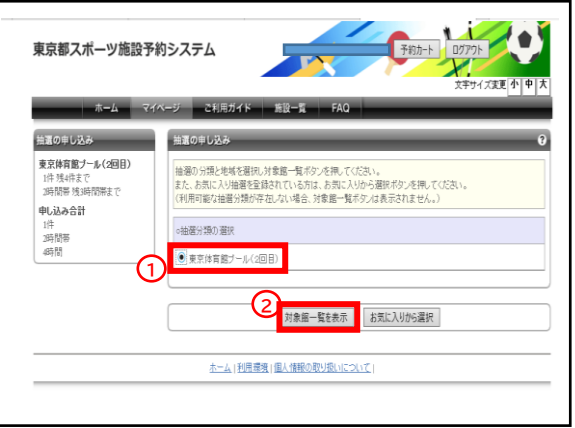 東京都スポーツ施設予約システム
予約カート ログアウト
文字サイズ変更 小 中 大
ホーム マイページ ご利用ガイド 施設一覧 FAQ
抽選の申し込み
東京体育館プール(2回目)
1件 残4件まで
2時間帯 残3時間帯まで
申し込み合計
1件
2時間帯
4時間
抽選の申し込み ?
抽選の分類と地域を選択し対象館一覧ボタンを押してください。
また、お気に入り抽選を登録されている方は、お気に入りから選択ボタンを押してください。
(利用可能な抽選分類が存在しない場合、対象館一覧ボタンは表示されません。)
○抽選分類の選択
① 東京体育館プール(2回目)
② 対象館一覧を表示 お気に入りから選択
ホーム | 利用環境 | 個人情報の取り扱いについて |